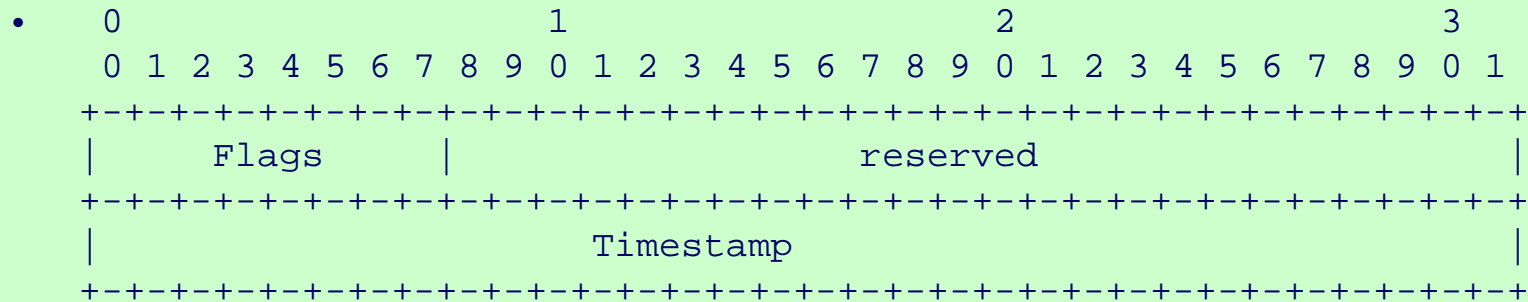 • 0 1 2 3
0 1 2 3 4 5 6 7 8 9 0 1 2 3 4 5 6 7 8 9 0 1 2 3 4 5 6 7 8 9 0 1
+-+-+-+-+-+-+-+-+-+-+-+-+-+-+-+-+-+-+-+-+-+-+-+-+-+-+-+-+-+-+-+-+
| Flags | reserved |
+-+-+-+-+-+-+-+-+-+-+-+-+-+-+-+-+-+-+-+-+-+-+-+-+-+-+-+-+-+-+-+-+
| Timestamp |
+-+-+-+-+-+-+-+-+-+-+-+-+-+-+-+-+-+-+-+-+-+-+-+-+-+-+-+-+-+-+-+-+